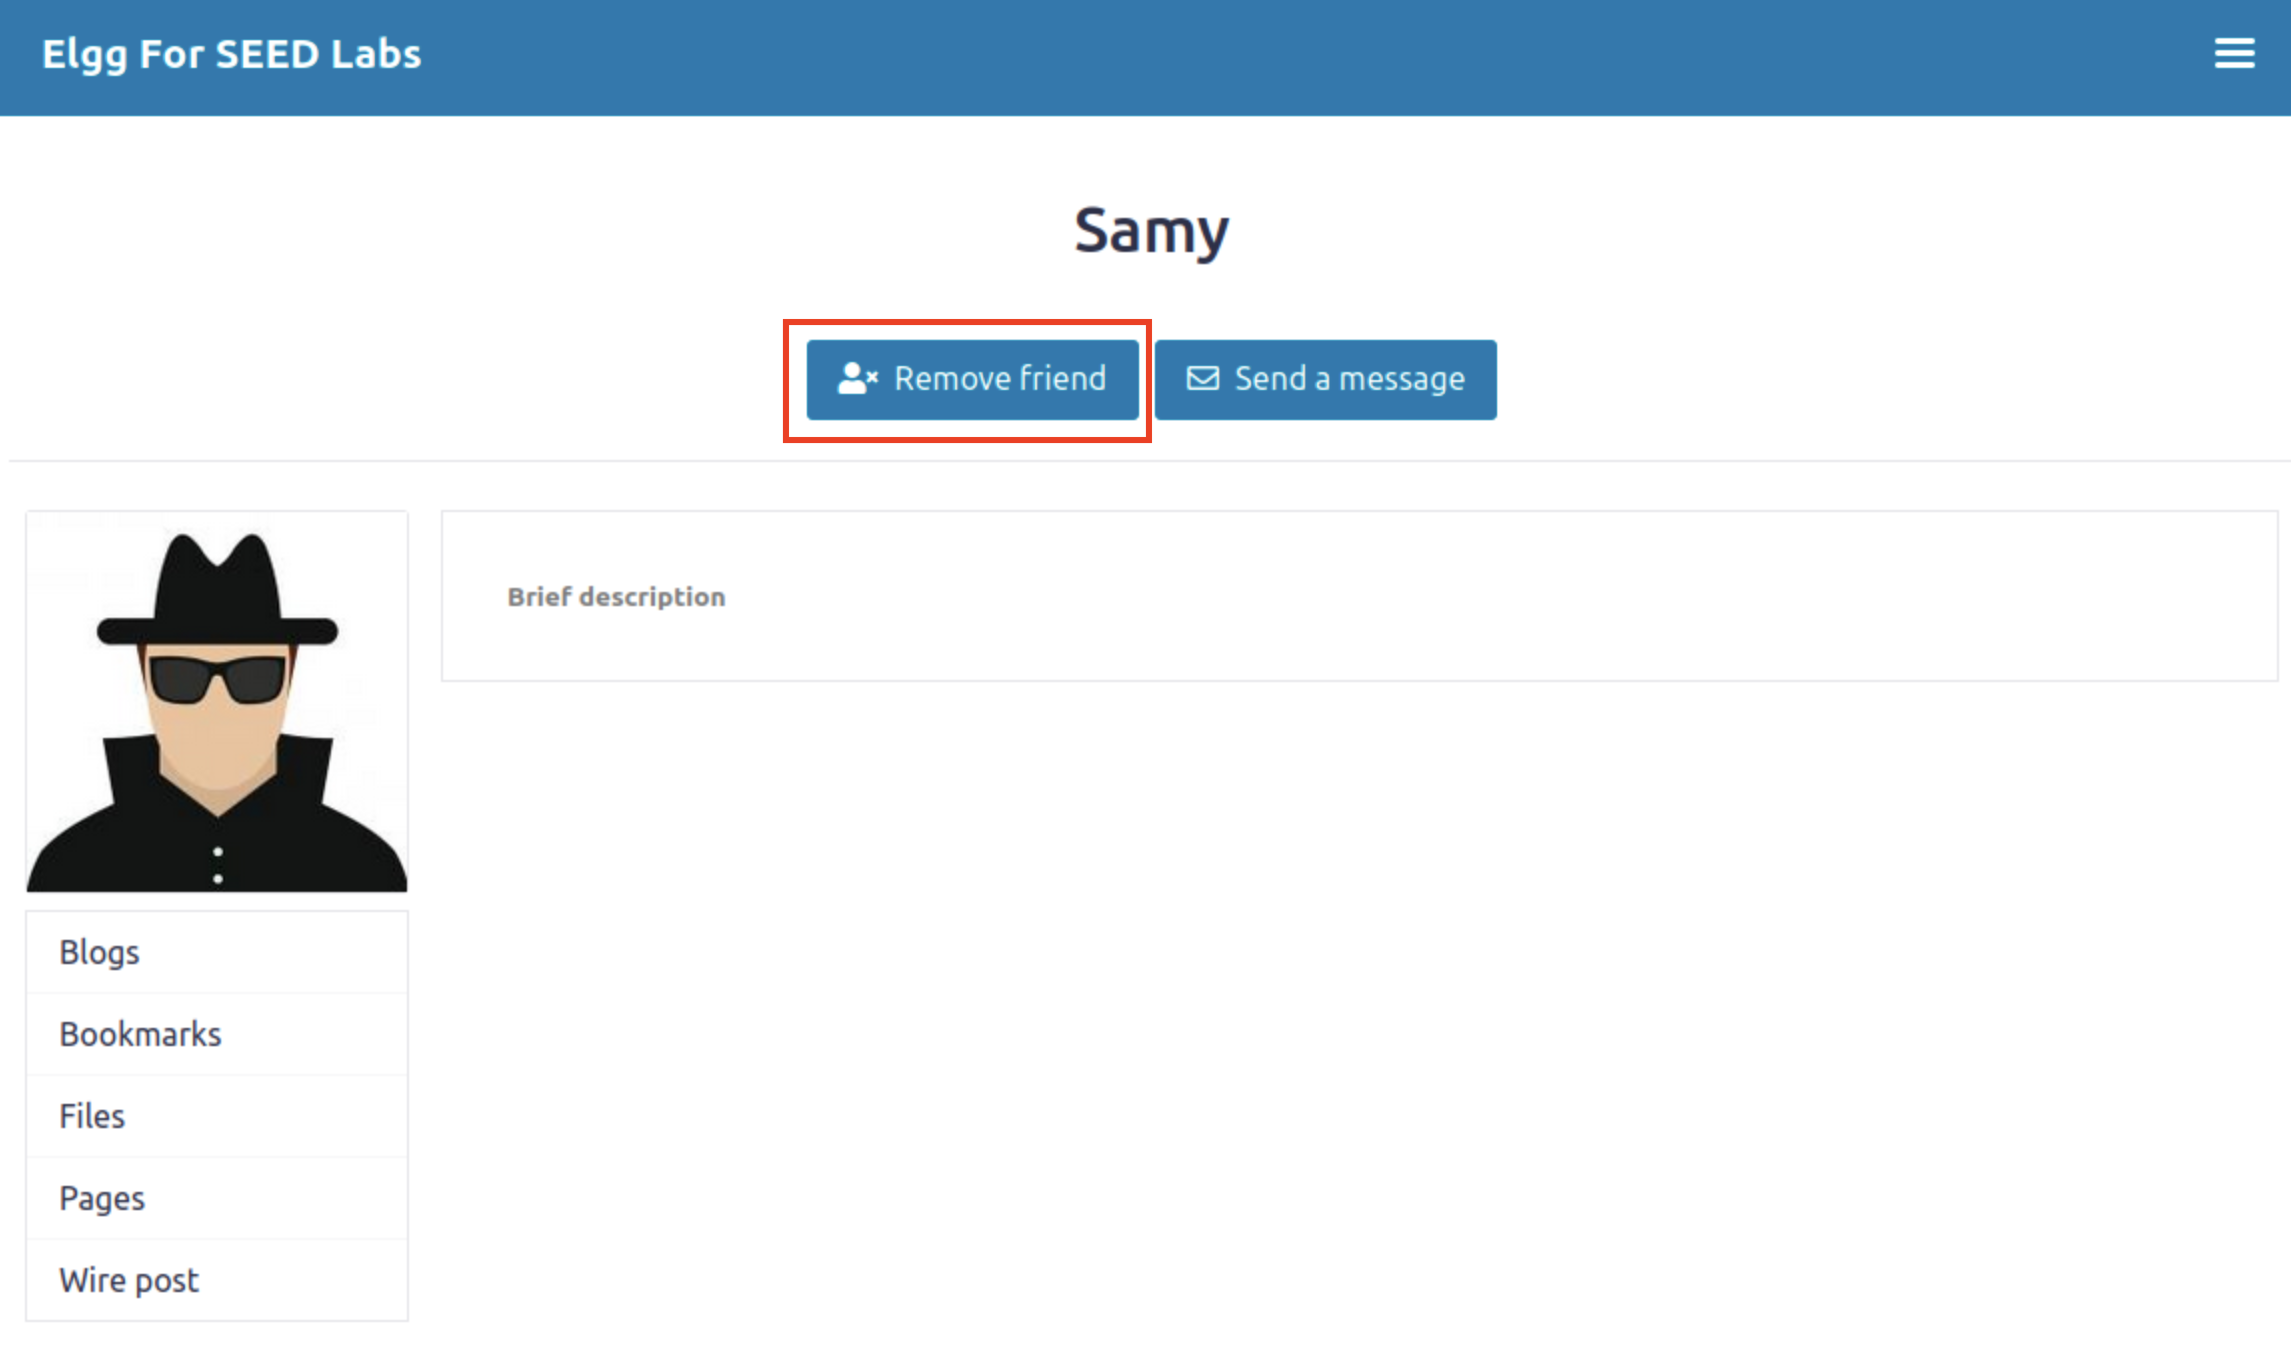 Elgg For SEED Labs
Samy
Remove friend
Send a message
Brief description
Blogs
Bookmarks
Files
Pages
Wire post